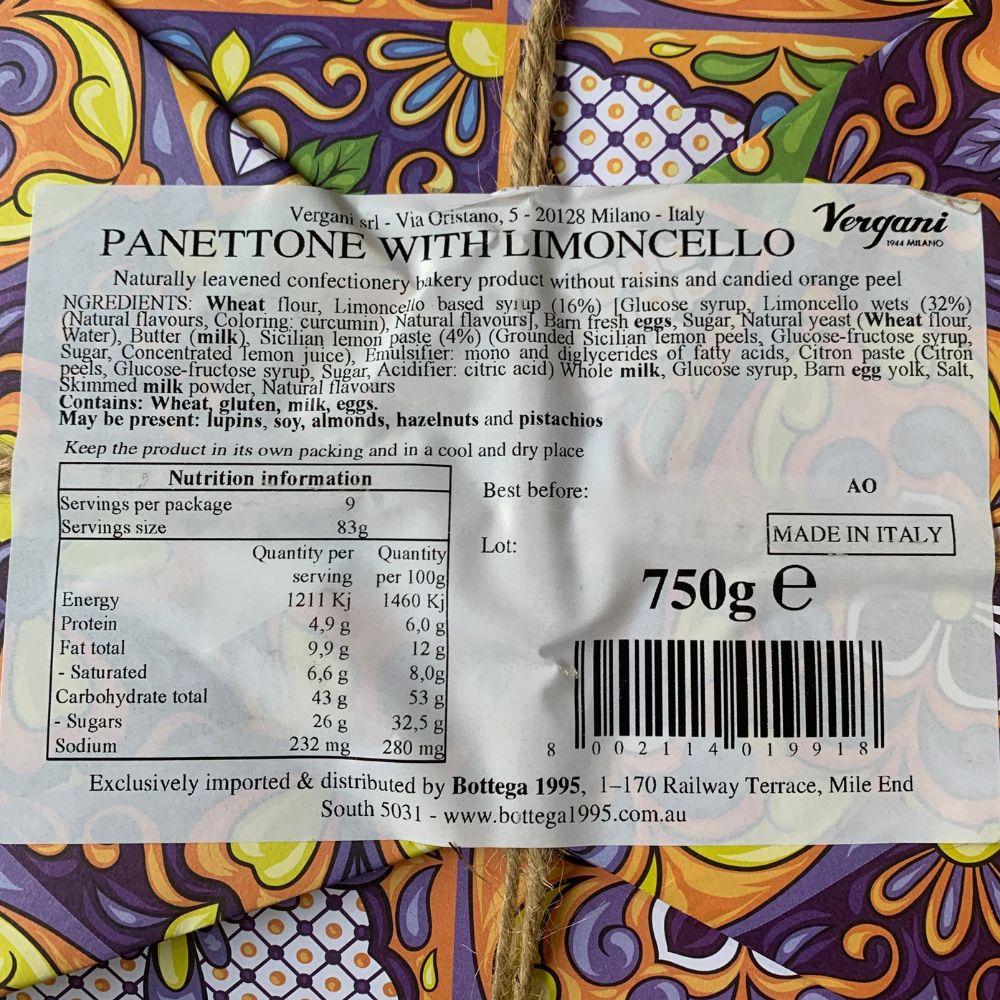 Vergani srl - Via Oristano, 5 - 20128 Milano - Italy
Vergani
1944 MILANO
PANETTONE WITH LIMONCELLO
Naturally leavened confectionery bakery product without raisins and candied orange peel
NGREDIENTS: Wheat flour, Limoncello based syrup (16%) [Glucose syrup, Limoncello wets (32%)
(Natural flavours, Coloring: curcumin), Natural flavours], Barn fresh eggs, Sugar, Natural yeast (Wheat flour,
Water), Butter (milk), Sicilian lemon paste (4%) (Grounded Sicilian lemon peels, Glucose-fructose syrup,
Sugar, Concentrated lemon juice), Emulsifier: mono and diglycerides of fatty acids, Citron paste (Citron
peels, Glucose-fructose syrup, Sugar, Acidifier: citric acid) Whole milk, Glucose syrup, Barn egg yolk, Salt,
Skimmed milk powder, Natural flavours
Contains: Wheat, gluten, milk, eggs.
May be present: lupins, soy, almonds, hazelnuts and pistachios
Keep the product in its own packing and in a cool and dry place
Nutrition information
Servings per package 9
Servings size 83g
Quantity per serving Quantity per 100g
Energy 1211 Kj 1460 Kj
Protein 4,9 g 6,0 g
Fat total 9,9 g 12 g
- Saturated 6,6 g 8,0g
Carbohydrate total 43 g 53 g
- Sugars 26 g 32,5 g
Sodium 232 mg 280 mg
Best before:
AO
Lot:
MADE IN ITALY
750g e
8 002114 019918
Exclusively imported & distributed by Bottega 1995, 1-170 Railway Terrace, Mile End
South 5031 - www.bottega1995.com.au